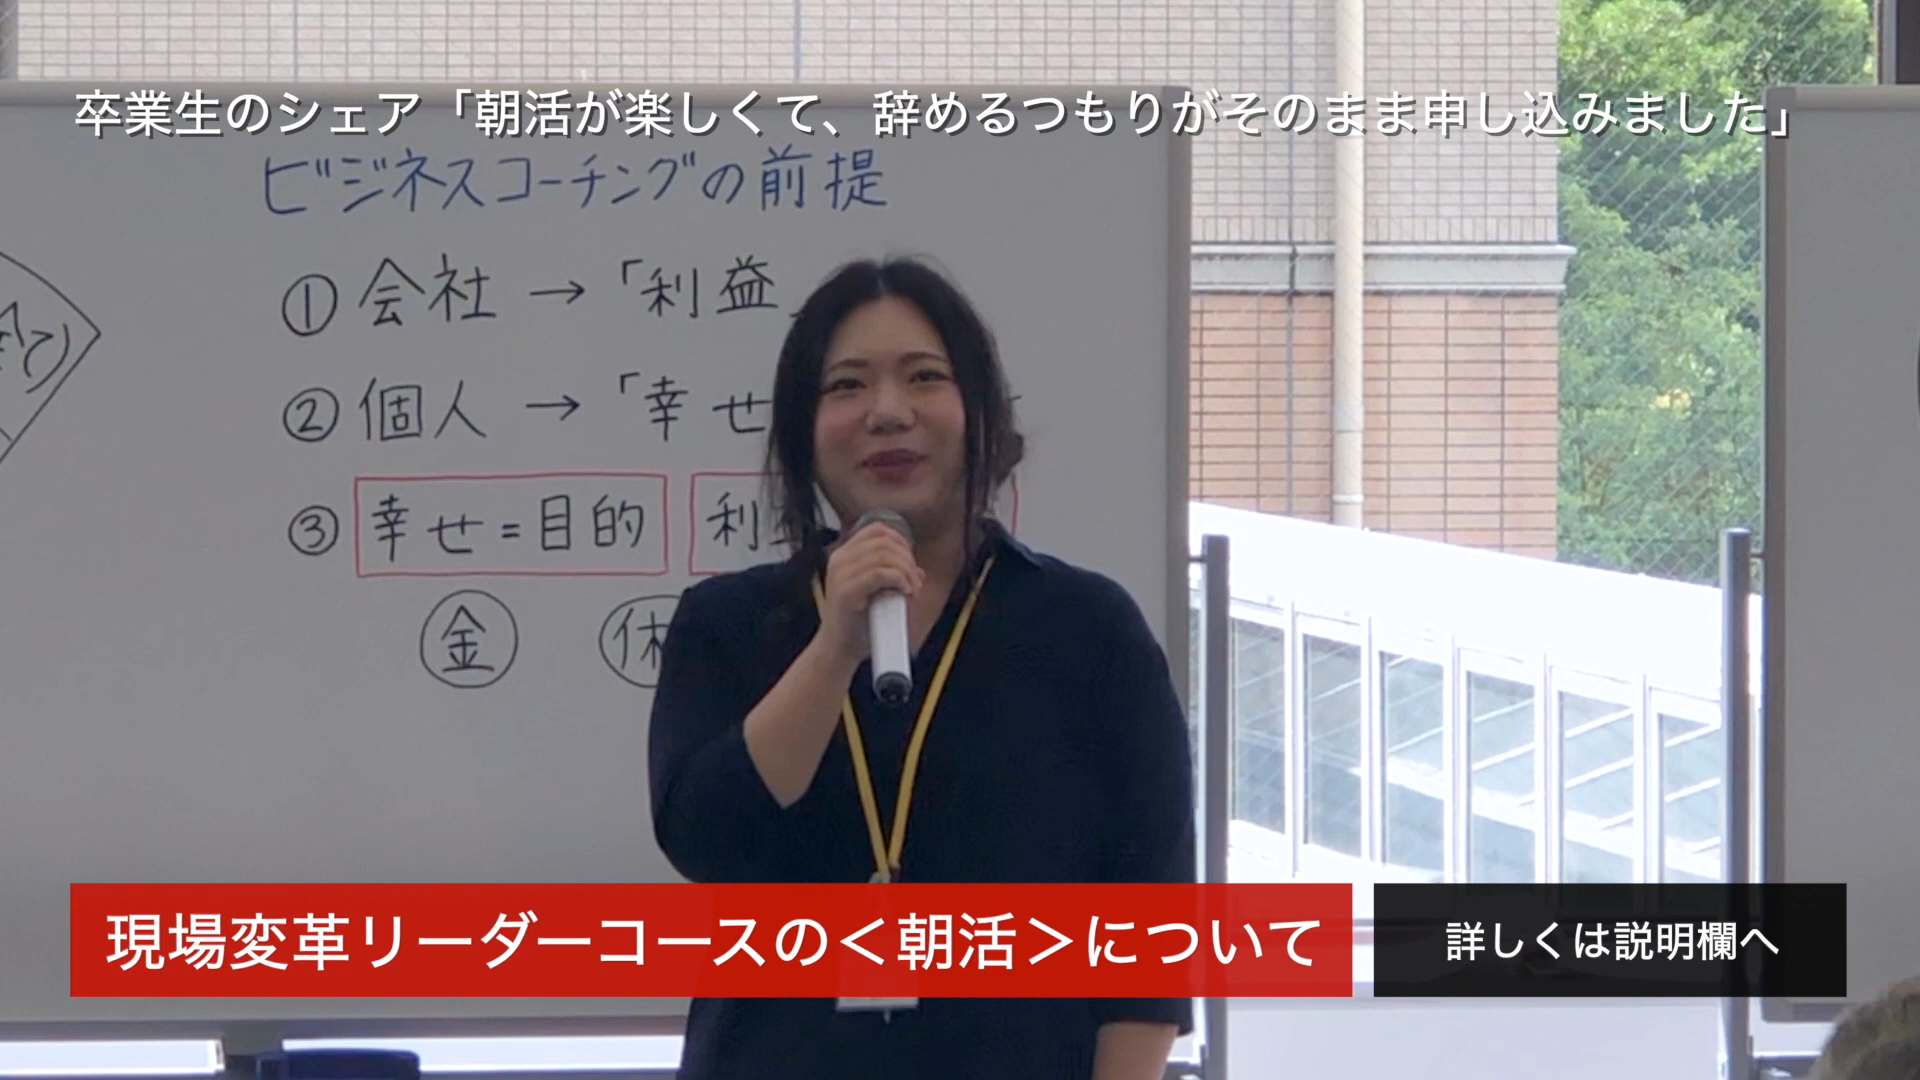 卒業生のシェア「朝活が楽しくて、辞めるつもりがそのまま申し込みました」
ビジネスコーチングの前提
① 会社 → 「利益」
② 個人 → 「幸せ
③ 幸せ=目的 利
金 休
現場変革リーダーコースの＜朝活＞について
詳しくは説明欄へ